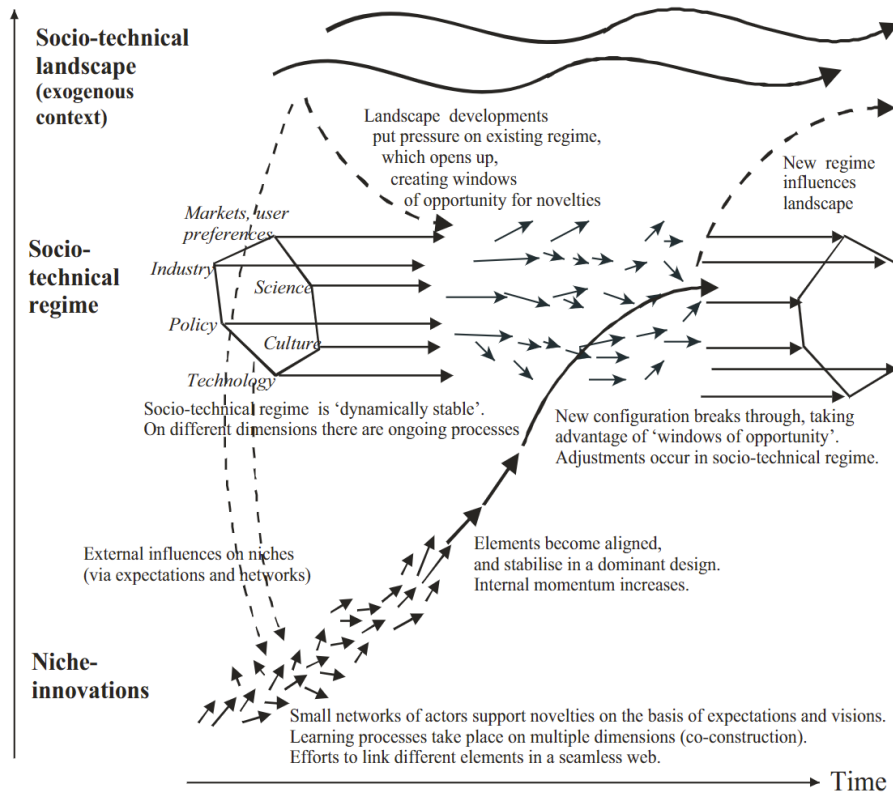 Socio-technical
landscape
(exogenous
context)
Landscape developments
put pressure on existing regime,
which opens up,
creating windows
of opportunity for novelties
New regime
influences
landscape
Markets, user
preferences
Socio-
technical
regime
Industry
Science
Policy
Culture
Technology
Socio-technical regime is ‘dynamically stable’.
On different dimensions there are ongoing processes
New configuration breaks through, taking
advantage of ‘windows of opportunity’.
Adjustments occur in socio-technical regime.
External influences on niches
(via expectations and networks)
Elements become aligned,
and stabilise in a dominant design.
Internal momentum increases.
Niche-
innovations
Small networks of actors support novelties on the basis of expectations and visions.
Learning processes take place on multiple dimensions (co-construction).
Efforts to link different elements in a seamless web.
Time